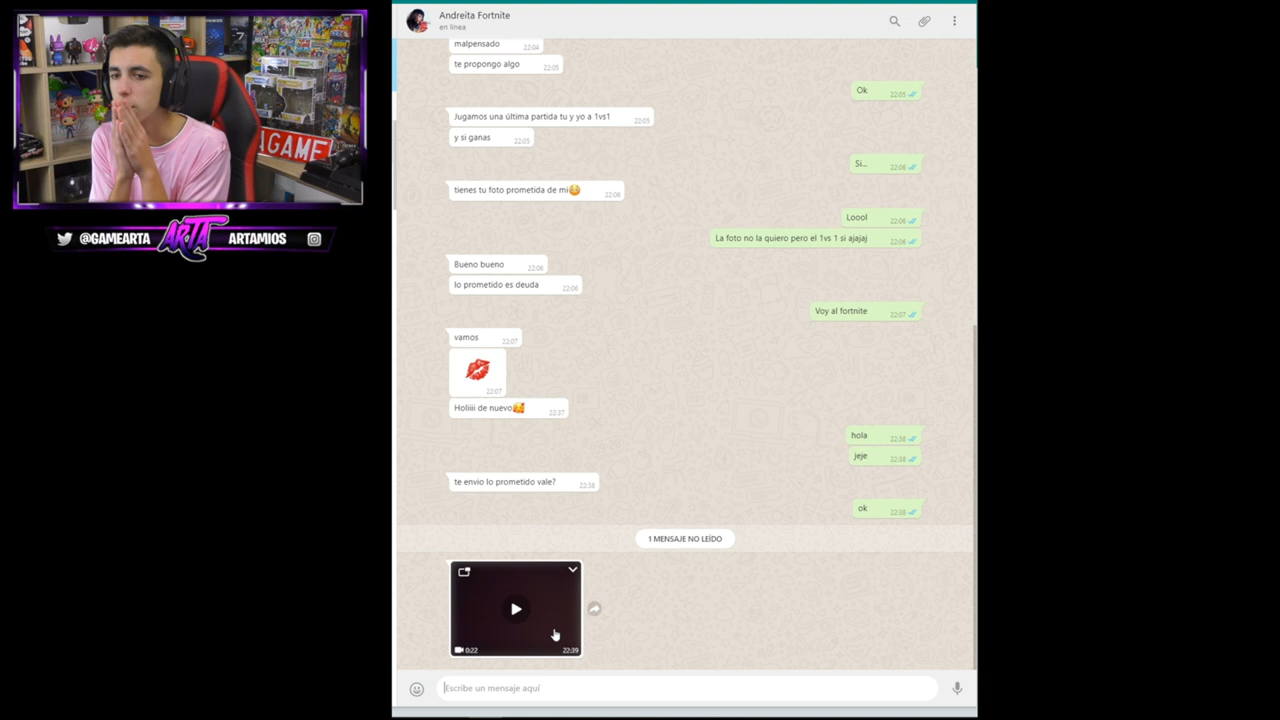 AGAME
@GAMEARTA
ARTA
ARTAMIOS
Andreita Fortnite
en línea
malpensado
22:04
te propongo algo
22:05
Ok
22:05
Jugamos una última partida tu y yo a 1vs1
22:05
y si ganas
22:05
Si...
22:06
tienes tu foto prometida de mi
22:06
Loool
22:06
La foto no la quiero pero el 1vs 1 si ajajaj
22:06
Bueno bueno
22:06
lo prometido es deuda
22:06
Voy al fortnite
22:07
vamos
22:07
22:07
Holiiii de nuevo
22:37
hola
22:38
jeje
22:38
te envio lo prometido vale?
22:38
ok
22:38
1 MENSAJE NO LEÍDO
0:22
22:39
Escribe un mensaje aquí